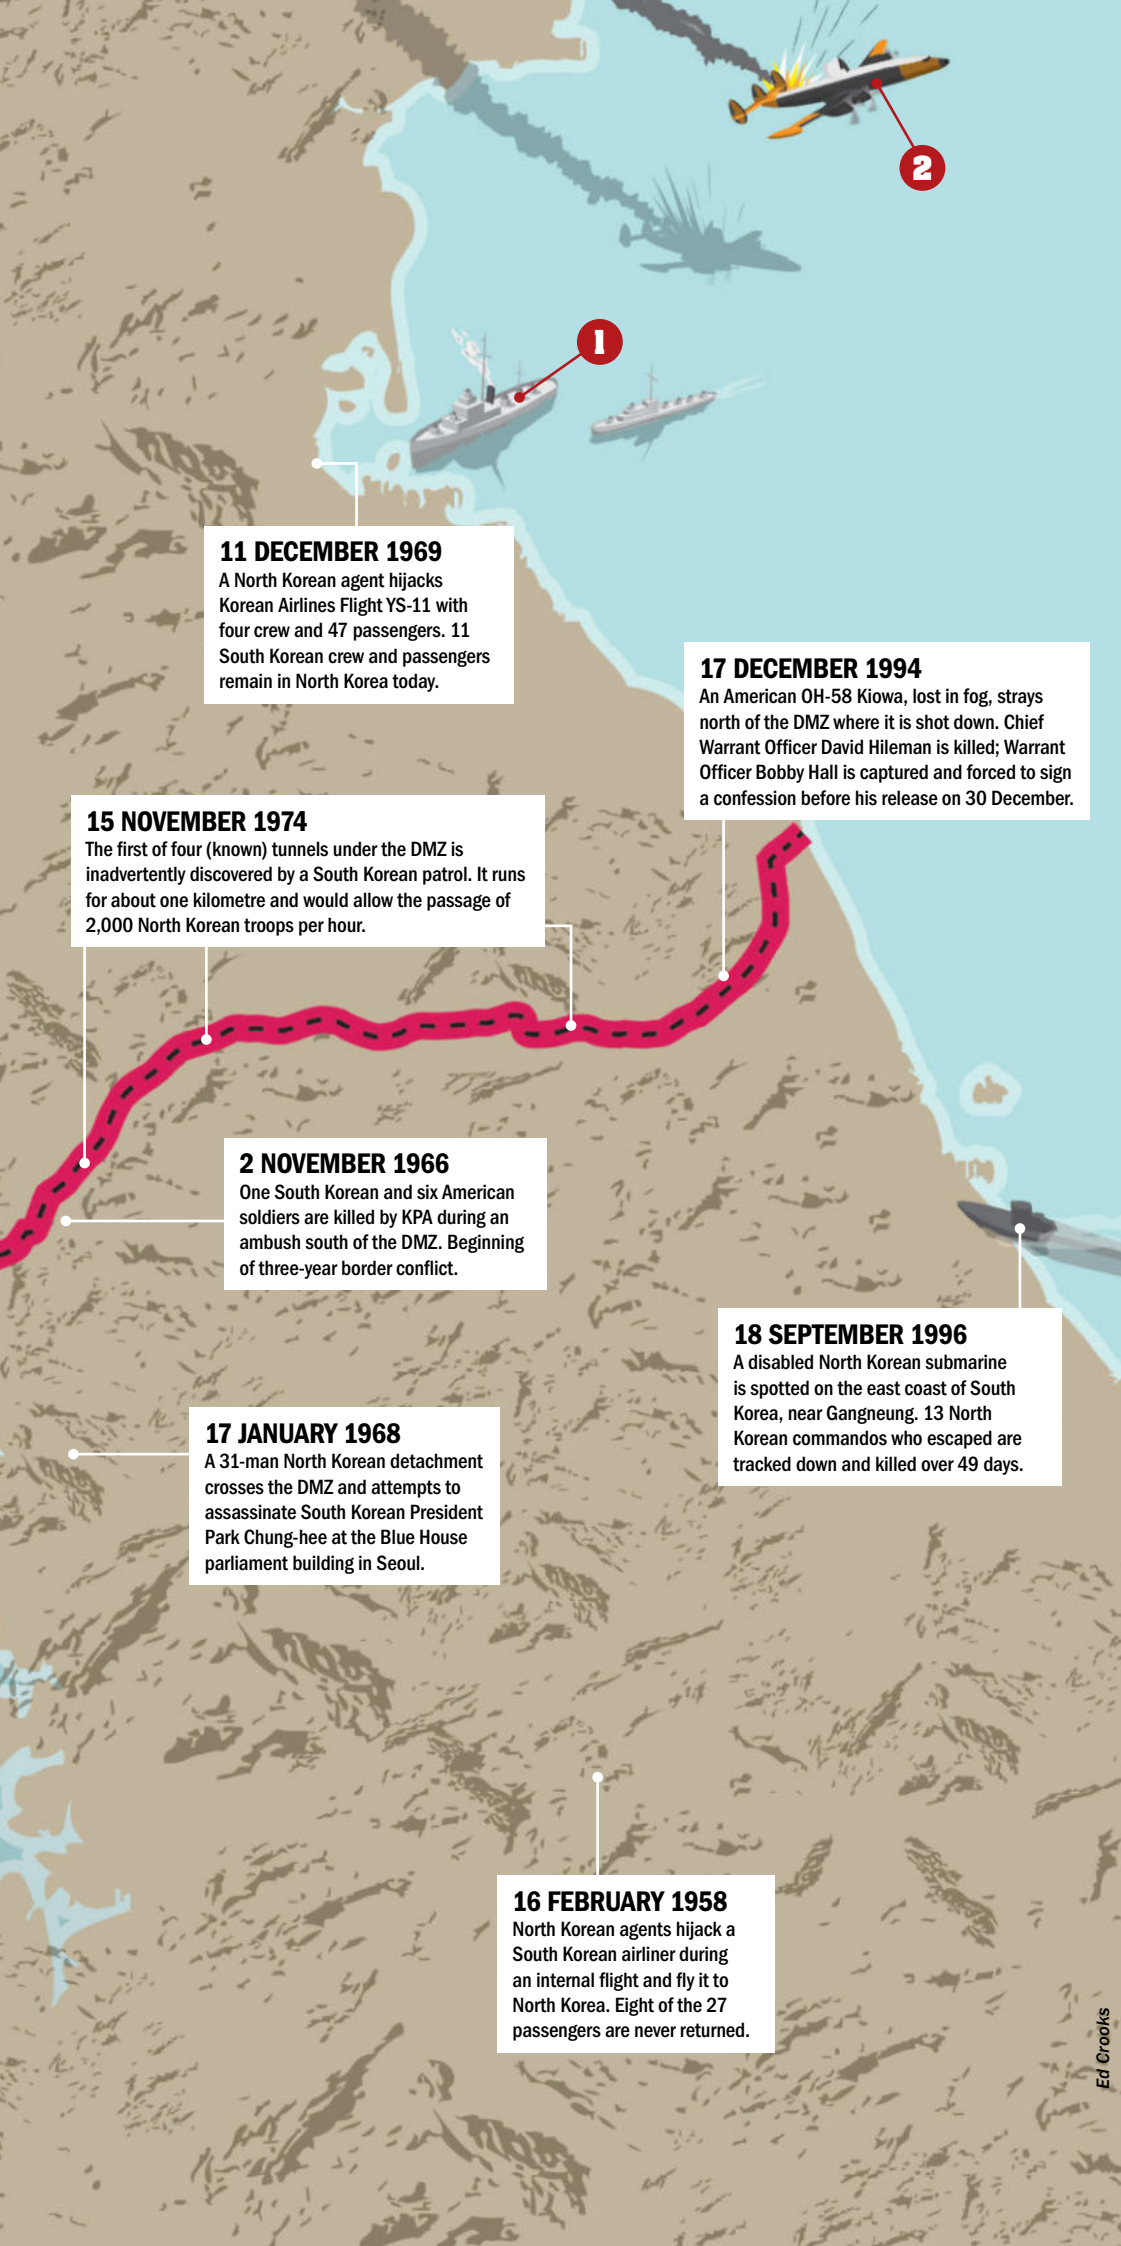 2
1
11 DECEMBER 1969
A North Korean agent hijacks
Korean Airlines Flight YS-11 with
four crew and 47 passengers. 11
South Korean crew and passengers
remain in North Korea today.
17 DECEMBER 1994
An American OH-58 Kiowa, lost in fog, strays
north of the DMZ where it is shot down. Chief
Warrant Officer David Hileman is killed; Warrant
Officer Bobby Hall is captured and forced to sign
a confession before his release on 30 December.
15 NOVEMBER 1974
The first of four (known) tunnels under the DMZ is
inadvertently discovered by a South Korean patrol. It runs
for about one kilometre and would allow the passage of
2,000 North Korean troops per hour.
2 NOVEMBER 1966
One South Korean and six American
soldiers are killed by KPA during an
ambush south of the DMZ. Beginning
of three-year border conflict.
18 SEPTEMBER 1996
A disabled North Korean submarine
is spotted on the east coast of South
Korea, near Gangneung. 13 North
Korean commandos who escaped are
tracked down and killed over 49 days.
17 JANUARY 1968
A 31-man North Korean detachment
crosses the DMZ and attempts to
assassinate South Korean President
Park Chung-hee at the Blue House
parliament building in Seoul.
16 FEBRUARY 1958
North Korean agents hijack a
South Korean airliner during
an internal flight and fly it to
North Korea. Eight of the 27
passengers are never returned.
Ed Crooks